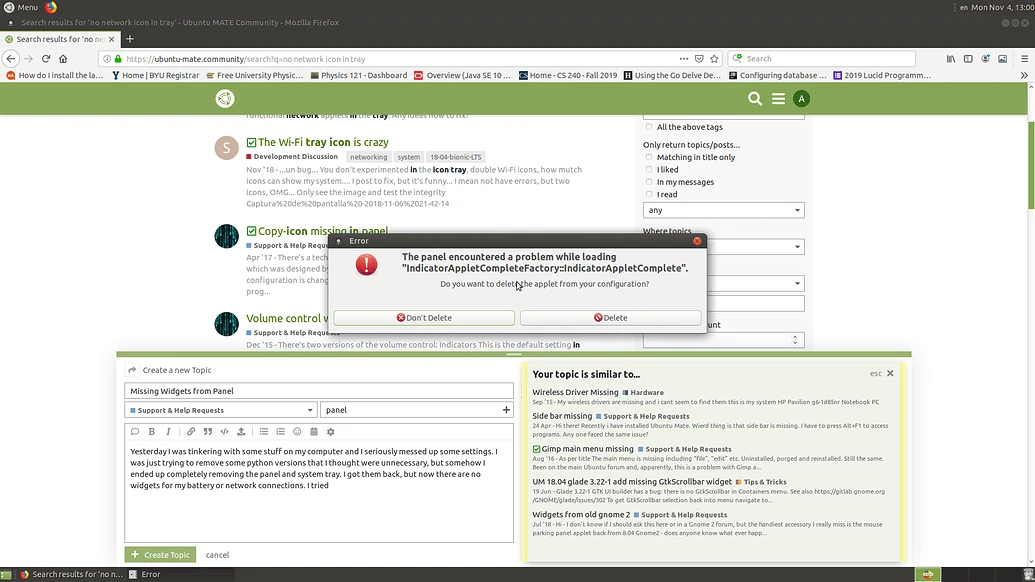 Menu
en Mon Nov 4, 13:00
Search results for 'no network icon in tray' - Ubuntu MATE Community - Mozilla Firefox
Search results for 'no ne
https://ubuntu-mate.community/search?q=no network icon in tray
Search
How do I install the la...
Home | BYU Registrar
Free University Physic...
Physics 121 - Dashboard
Overview (Java SE 10 ...
Home - CS 240 - Fall 2019
Using the Go Delve De...
Configuring database ...
2019 Lucid Programm...
A
functional network applets in the tray. Any ideas how to fix?
S
The Wi-Fi tray icon is crazy
Development Discussion networking system 18-04-bionic-LTS
Nov '18 - ...un bug... You don't experimented in the icon tray, double Wi-Fi icons, how mutch
icons can show my system.... I post to fix, but it's funny... I mean not have errors, but two
icons, OMG... Only see the image and test the integrity
Captura%20de%20pantalla%20-2018-11-06%2021-42-14
Copy-icon missing in panel
Support & Help Reque
Apr '17 - There's a tech
which was designed by
configuration is chang
prog...
Volume control w
Support & Help Reque
Dec '15 - There's two versions of the volume control: Indicators This is the default setting in
All the above tags
Only return topics/posts...
Matching in title only
I liked
In my messages
I read
any
Where topics
unt
Error
The panel encountered a problem while loading
"IndicatorAppletCompleteFactory::IndicatorAppletComplete".
Do you want to delete the applet from your configuration?
Don't Delete
Delete
Create a new Topic
Missing Widgets from Panel
Support & Help Requests
panel
Yesterday I was tinkering with some stuff on my computer and I seriously messed up some settings. I
was just trying to remove some python versions that I thought were unnecessary, but somehow I
ended up completely removing the panel and system tray. I got them back, but now there are no
widgets for my battery or network connections. I tried
Create Topic
cancel
Your topic is similar to...
esc
Wireless Driver Missing Hardware
Sep '15 - My wireless drivers are missing and i cant seem to find them this is my system HP Pavilion g6-1d85nr Notebook PC
Side bar missing Support & Help Requests
24 Apr - Hi there! Recently i have installed Ubuntu Mate. Wierd thing is that side bar is missing. I have to press Alt+F1 to access
programs. Any one faced the same issue?
Gimp main menu missing Support & Help Requests
Aug '16 - As per title The main menu is missing including "file", "edit" etc. Uninstalled, purged and reinstalled. Still the same.
Been on the main Ubuntu forum and, apparently, this is a problem with Gimp a...
UM 18.04 glade 3.22-1 add missing GtkScrollbar widget Tips & Tricks
19 Jun - Glade 3.22-1 GTK UI builder has a bug: there is no GtkScrollbar in Containers menu. See also https://gitlab.gnome.org
/GNOME/glade/issues/302 To get GtkScrollbar selection back into menu navigate to...
Widgets from old gnome 2 Support & Help Requests
Jul '18 - Hi - I don't know if I should ask this here or in a Gnome 2 forum, but the handiest accessory I really miss is the mouse
parking panel applet back from 8.04 Gnome2 - does anyone know what ever happ...
Search results for 'no n...
Error